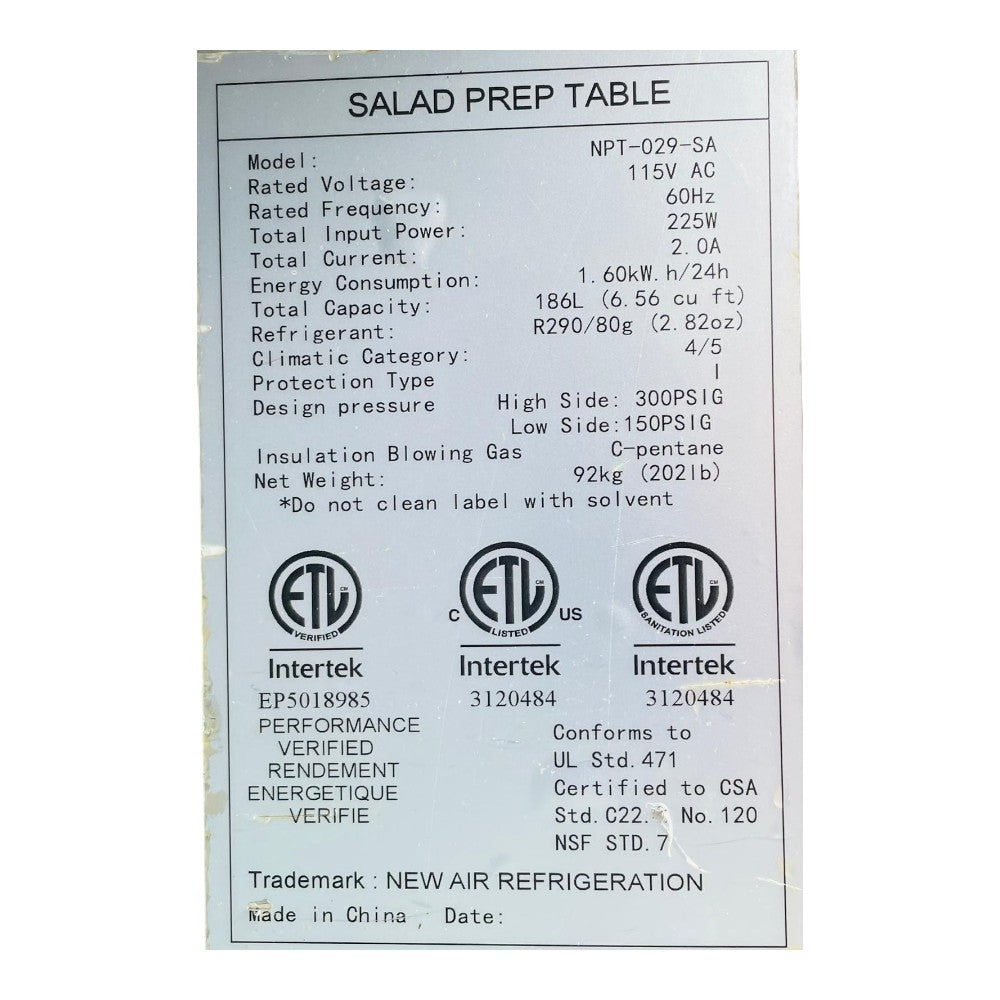 SALAD PREP TABLE
Model: NPT-029-SA
Rated Voltage: 115V AC
Rated Frequency: 60Hz
Total Input Power: 225W
Total Current: 2.0A
Energy Consumption: 1.60kW.h/24h
Total Capacity: 186L (6.56 cu ft)
Refrigerant: R290/80g (2.82oz)
Climatic Category: 4/5
Protection Type I
Design pressure High Side: 300PSIG
Low Side:150PSIG
Insulation Blowing Gas C-pentane
Net Weight: 92kg (202lb)
*Do not clean label with solvent
ETL CM VERIFIED
C ETL CM LISTED US
ETL CM SANITATION LISTED
Intertek Intertek Intertek
EP5018985 3120484 3120484
PERFORMANCE
VERIFIED
RENDEMENT
ENERGETIQUE
VERIFIE
Conforms to
UL Std.471
Certified to CSA
Std.C22. No.120
NSF STD.7
Trademark : NEW AIR REFRIGERATION
Made in China, Date: